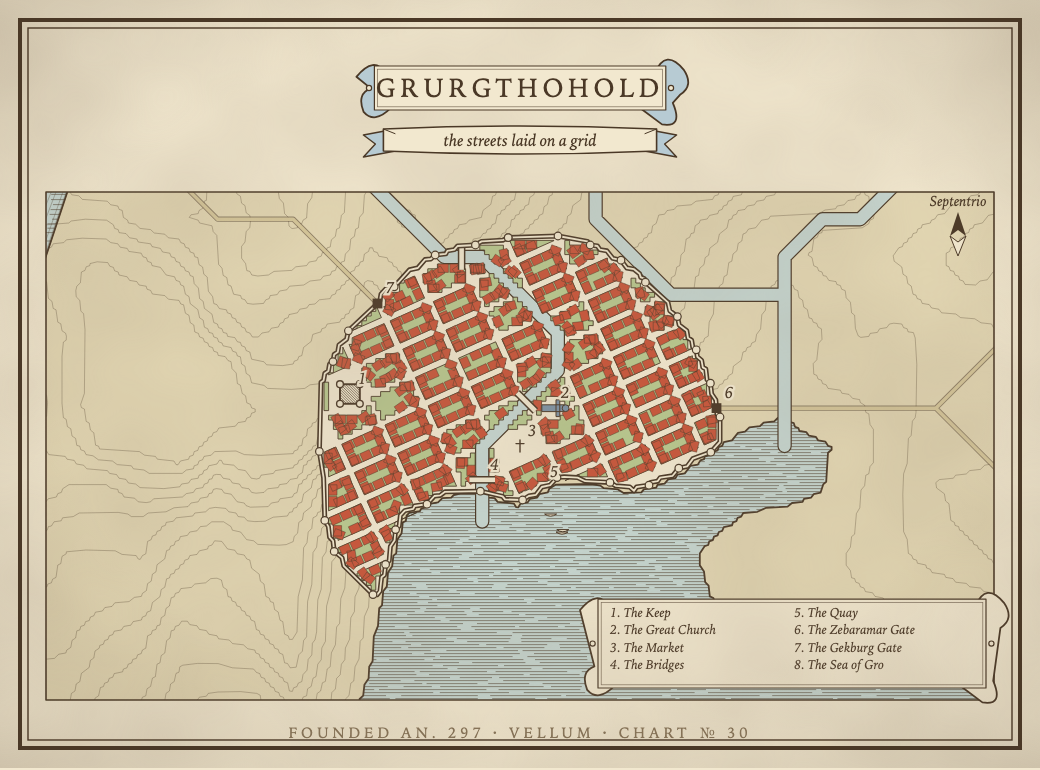 GRURGTHOHOLD
the streets laid on a grid
Septentrio
7
1
6
2
3
4
5
1. The Keep
2. The Great Church
3. The Market
4. The Bridges
5. The Quay
6. The Zebaramar Gate
7. The Gekburg Gate
8. The Sea of Gro
FOUNDED AN. 297 · VELLUM · CHART № 30